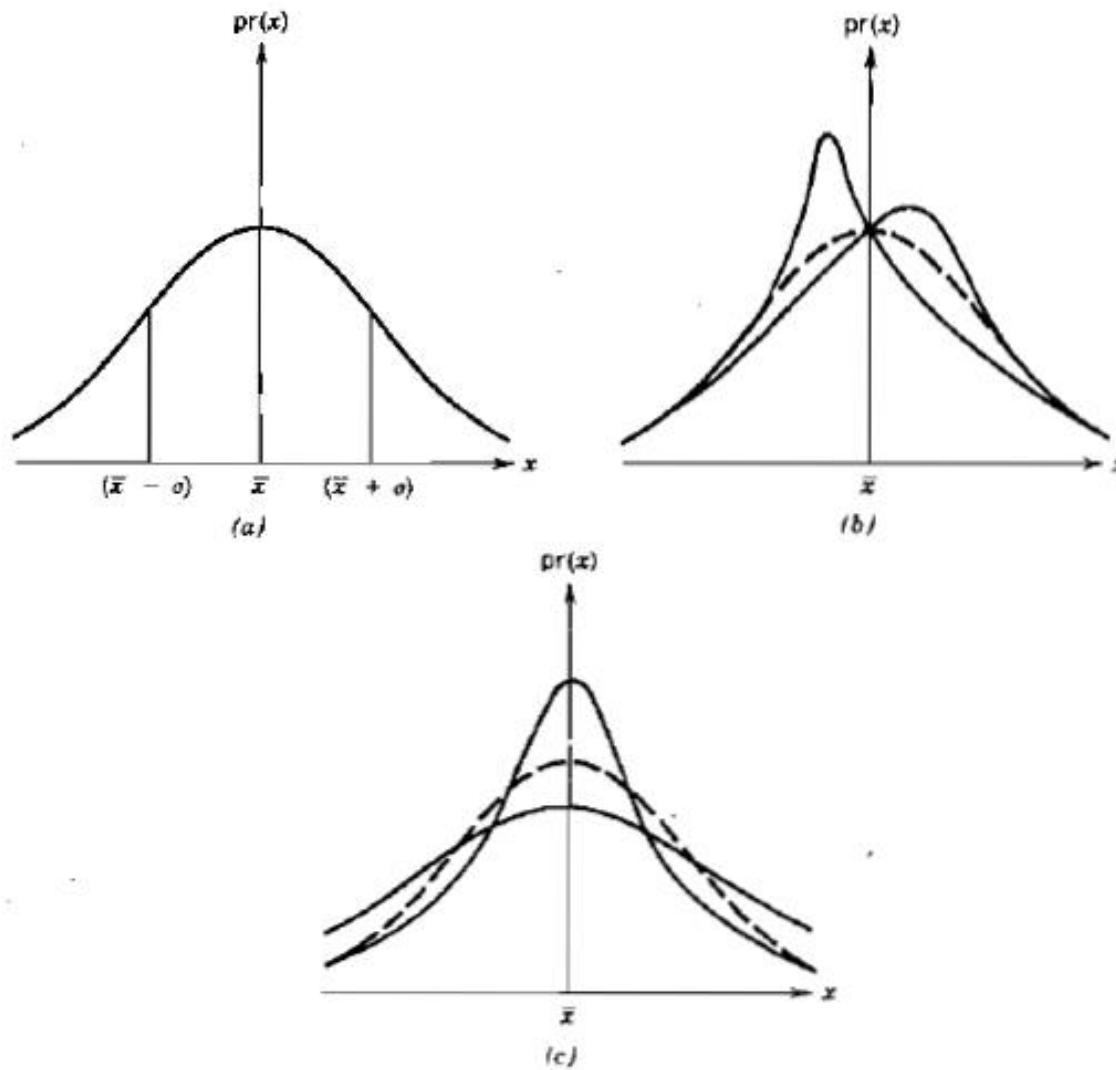 pr(x)
pr(x)
x
x
(x̄ − σ) x̄ (x̄ + σ)
x̄
(a)
(b)
pr(x)
x
x̄
(c)